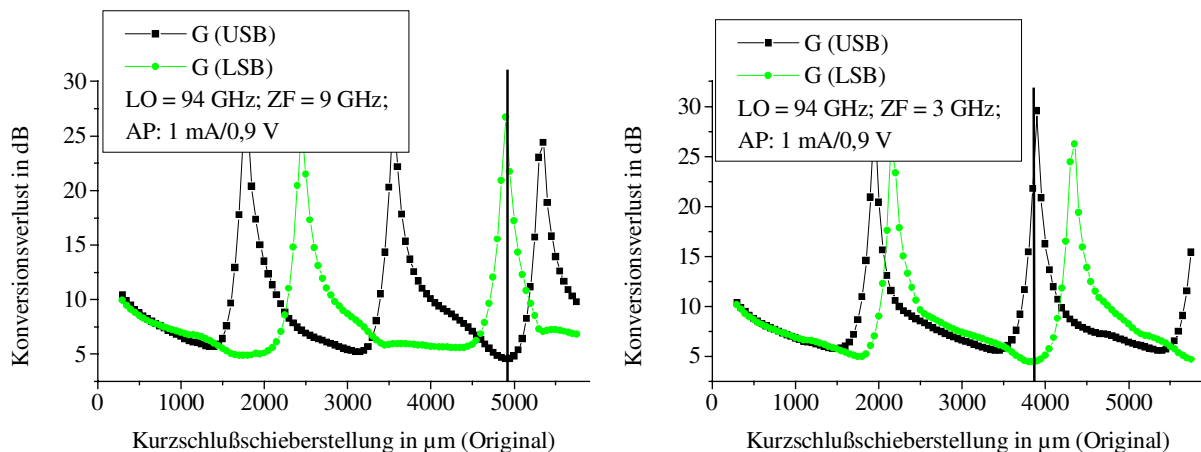 G (USB)
G (LSB)
LO = 94 GHz; ZF = 9 GHz;
AP: 1 mA/0,9 V
Konversionsverlust in dB
30
25
20
15
10
5
0
1000
2000
3000
4000
5000
Kurzschlußschieberstellung in µm (Original)
G (USB)
G (LSB)
LO = 94 GHz; ZF = 3 GHz;
AP: 1 mA/0,9 V
Konversionsverlust in dB
30
25
20
15
10
5
0
1000
2000
3000
4000
5000
Kurzschlußschieberstellung in µm (Original)